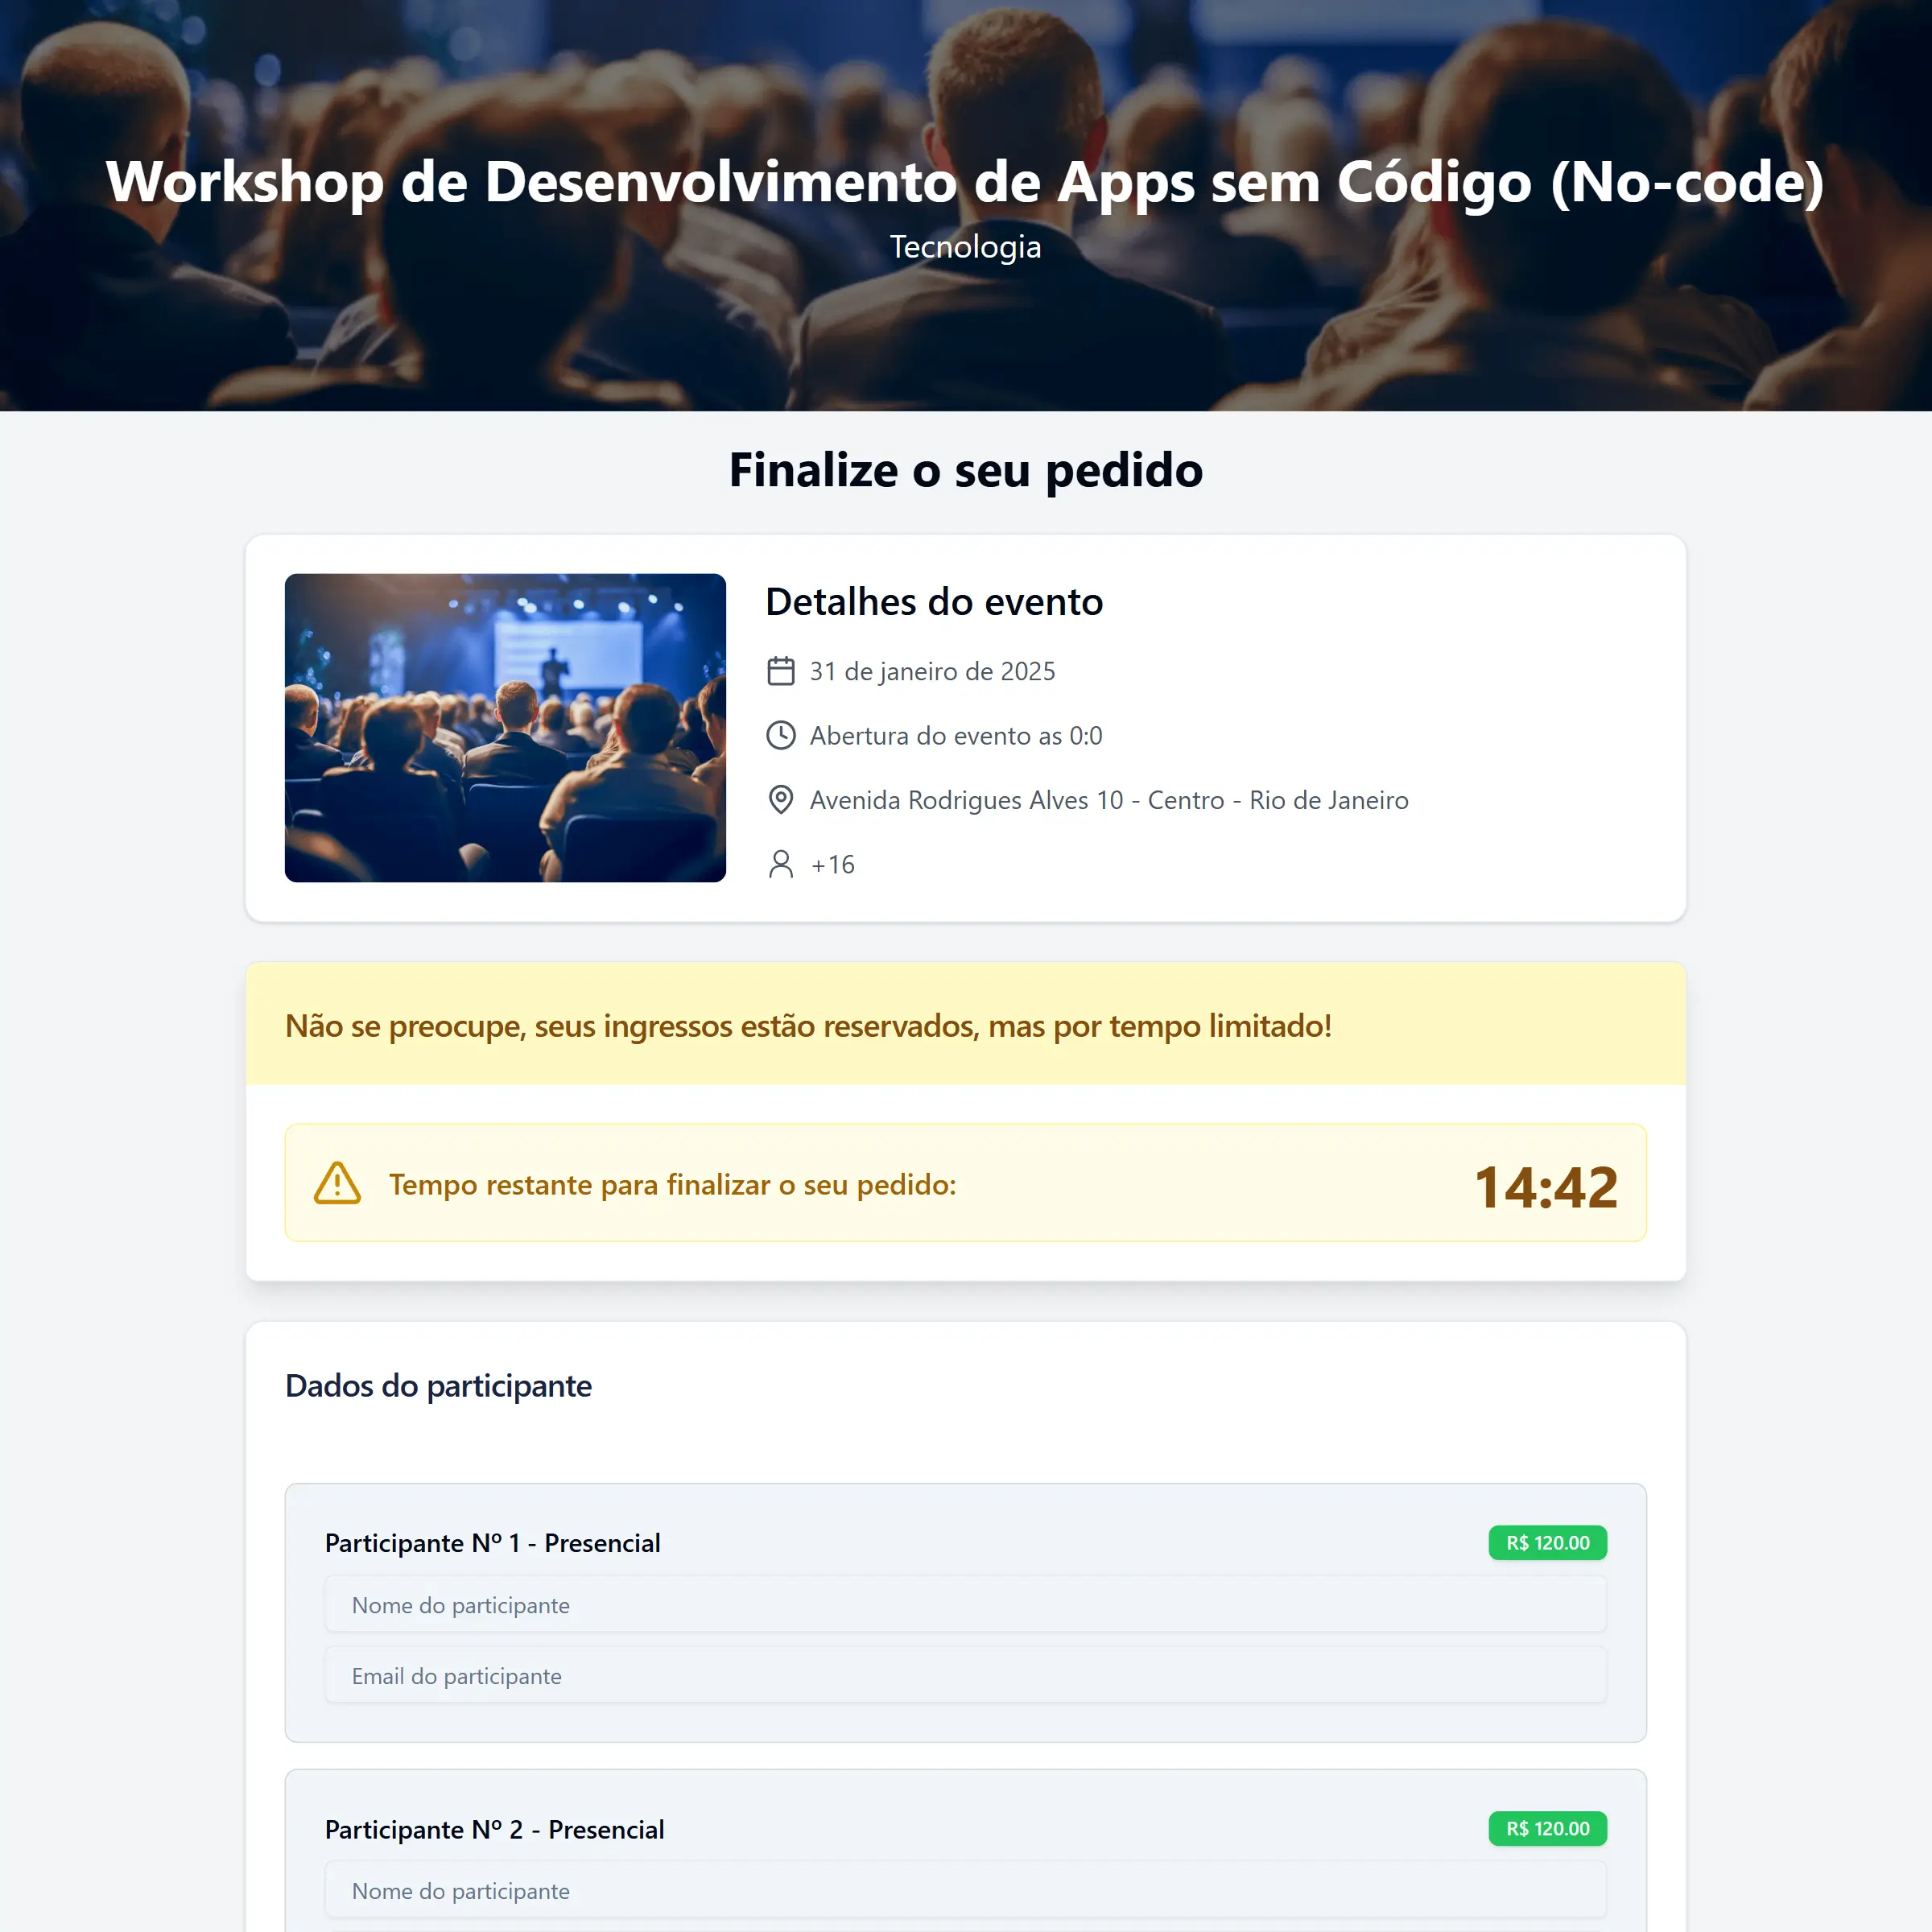 Workshop de Desenvolvimento de Apps sem Código (No-code)
Tecnologia
Finalize o seu pedido
Detalhes do evento
31 de janeiro de 2025
Abertura do evento as 0:0
Avenida Rodrigues Alves 10 - Centro - Rio de Janeiro
+16
Não se preocupe, seus ingressos estão reservados, mas por tempo limitado!
Tempo restante para finalizar o seu pedido: 14:42
Dados do participante
Participante Nº 1 - Presencial R$ 120.00
Nome do participante
Email do participante
Participante Nº 2 - Presencial R$ 120.00
Nome do participante